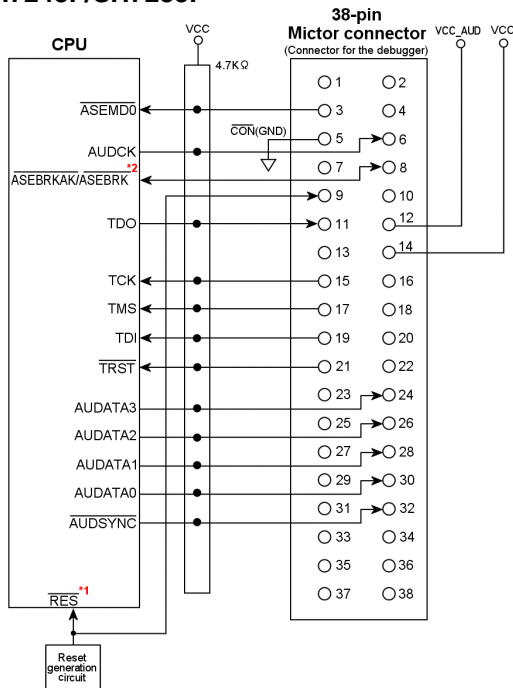 38-pin
Mictor connector
(Connector for the debugger)
VCC
VCC_AUD
VCC
CPU
4.7KΩ
1
2
ASEMD0
3
4
CON(GND)
5
6
AUDCK
*2
7
8
ASEBRKAK/ASEBRK
9
10
TDO
11
12
13
14
TCK
15
16
TMS
17
18
TDI
19
20
TRST
21
22
23
24
AUDATA3
25
26
AUDATA2
27
28
AUDATA1
29
30
AUDATA0
31
32
AUDSYNC
33
34
35
36
37
38
RES*1
Reset
generation
circuit